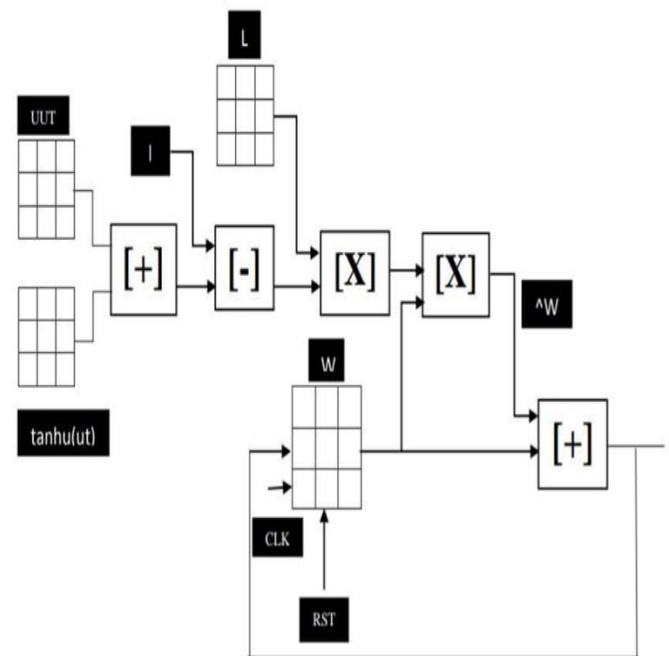 L
UUT
I
[+]
[-]
[X]
[X]
^W
W
tanhu(ut)
[+]
CLK
RST